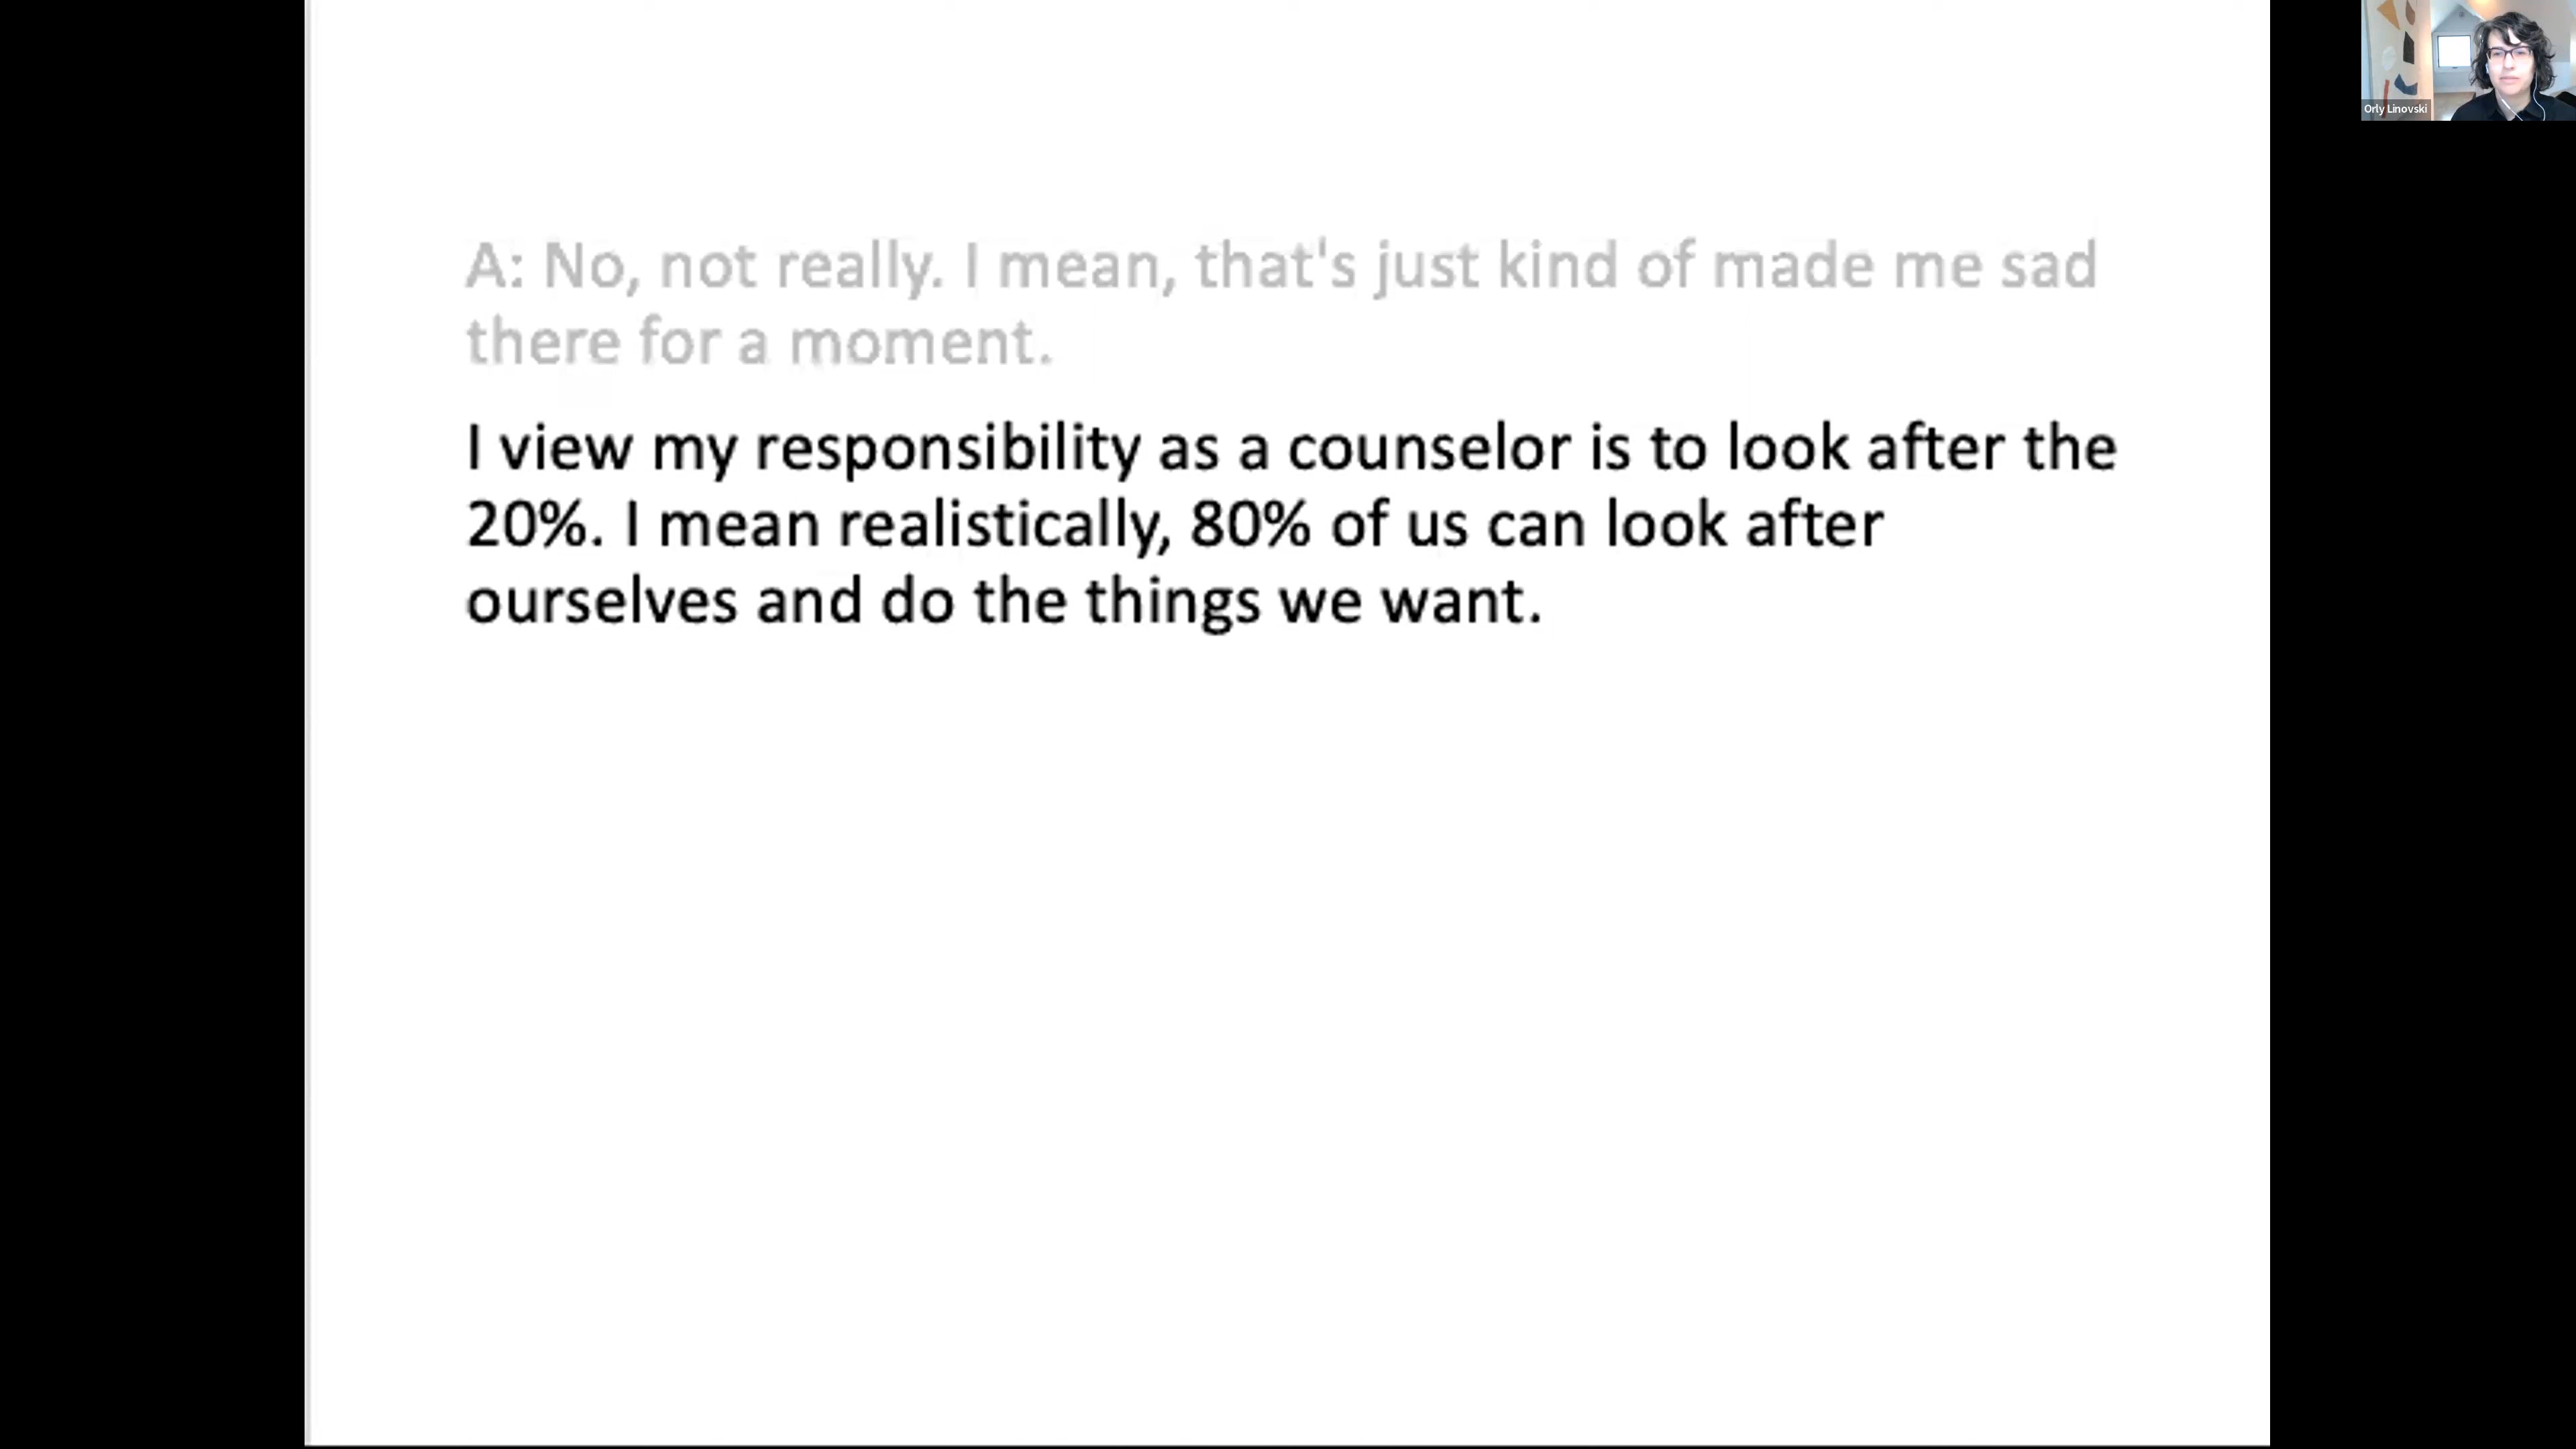 A: No, not really. I mean, that's just kind of made me sad
there for a moment.
I view my responsibility as a counselor is to look after the
20%. I mean realistically, 80% of us can look after
ourselves and do the things we want.
Orly Linovski